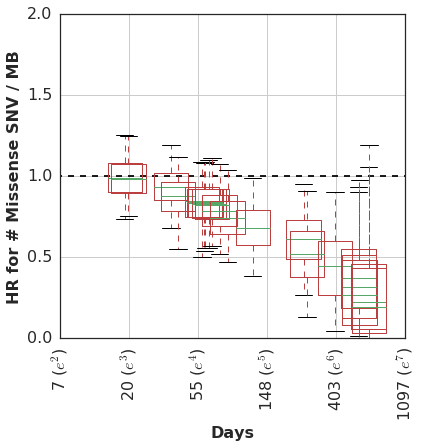 HR for # Missense SNV / MB
2.0
1.5
1.0
0.5
0.0
7 (e^2)
20 (e^3)
55 (e^4)
148 (e^5)
403 (e^6)
1097 (e^7)
Days